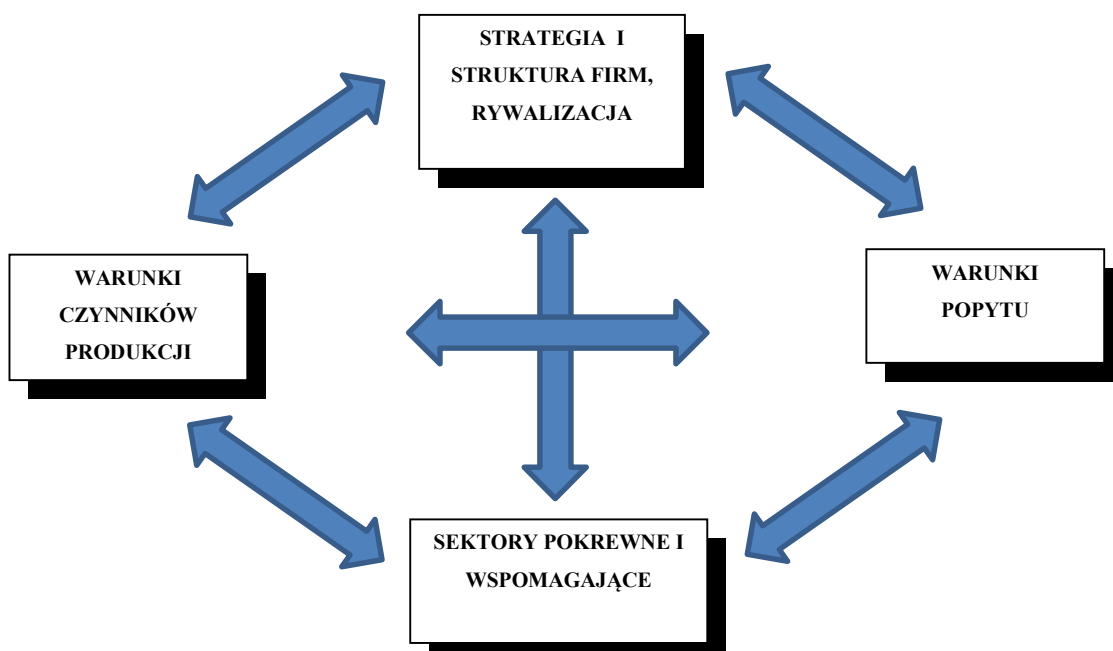 STRATEGIA I
STRUKTURA FIRM,
RYWALIZACJA
WARUNKI
CZYNNIKÓW
PRODUKCJI
WARUNKI
POPYTU
SEKTORY POKREWNE I
WSPOMAGAJĄCE